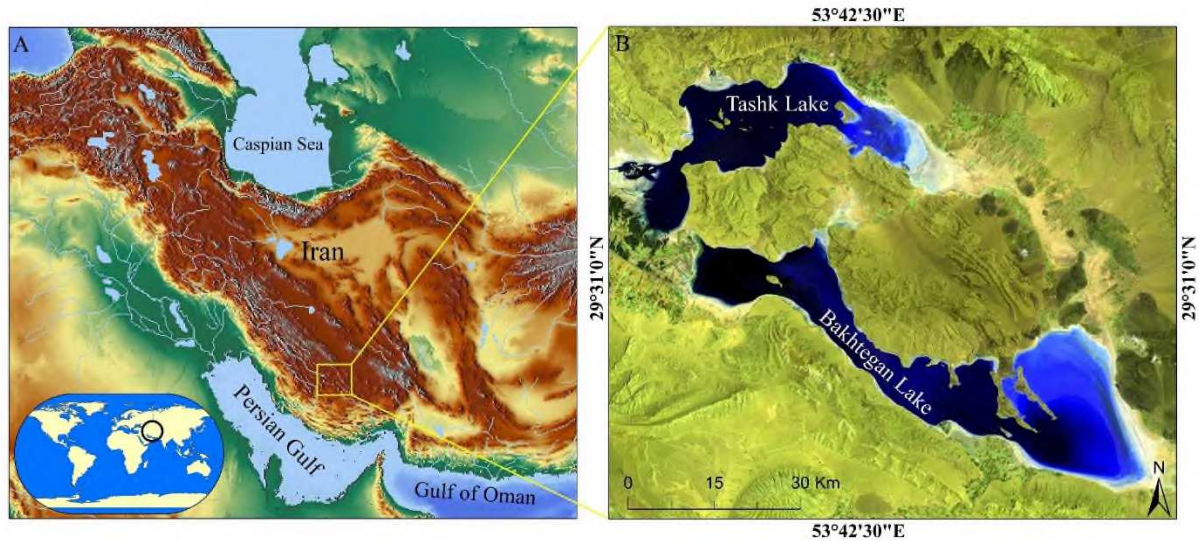 A
Caspian Sea
Iran
Persian Gulf
Gulf of Oman
53°42'30"E
B
Tashk Lake
29°31'0"N
29°31'0"N
Bakhtegan Lake
N
0 15 30 Km
53°42'30"E